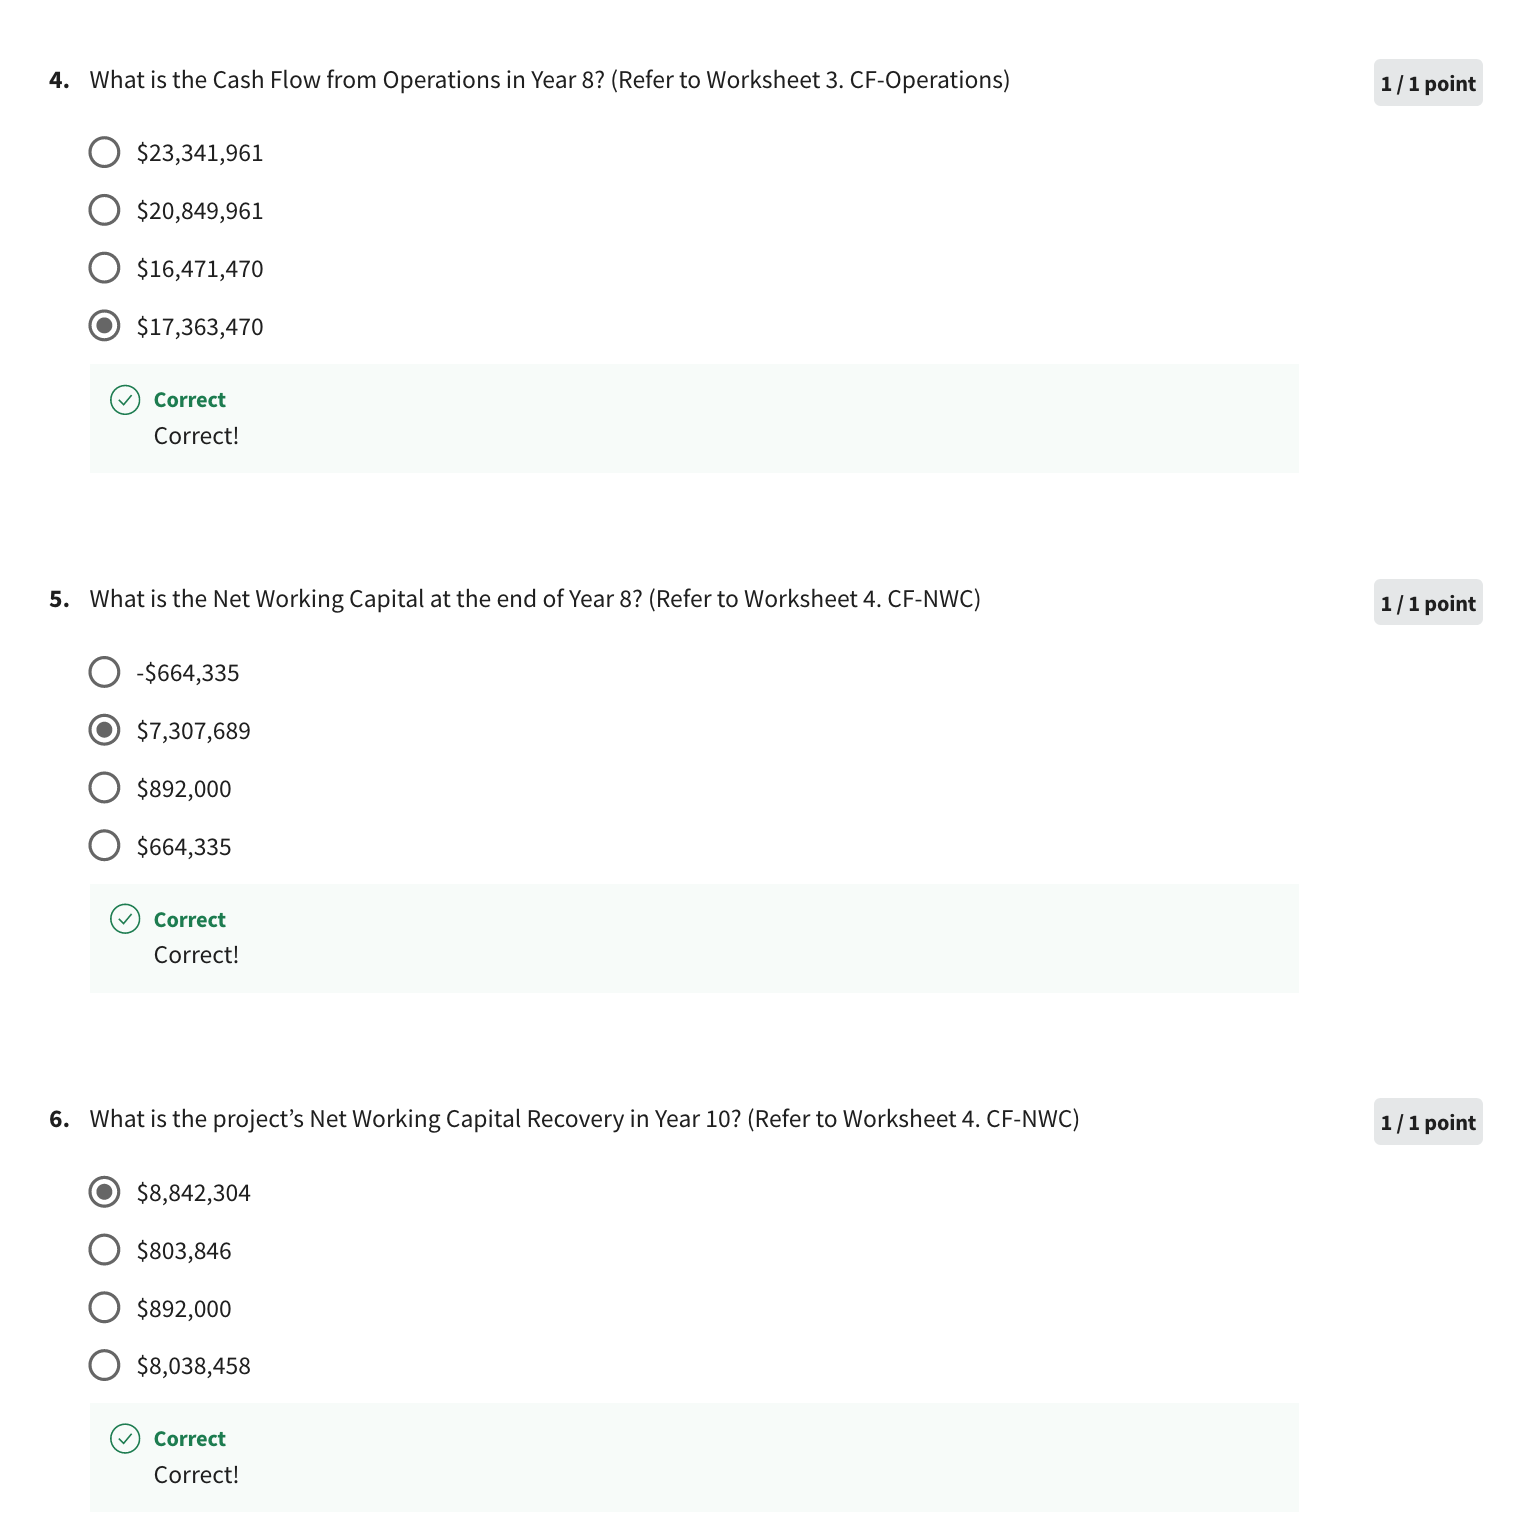 4. What is the Cash Flow from Operations in Year 8? (Refer to Worksheet 3. CF-Operations)
1 / 1 point
$23,341,961
$20,849,961
$16,471,470
$17,363,470
Correct
Correct!
5. What is the Net Working Capital at the end of Year 8? (Refer to Worksheet 4. CF-NWC)
1 / 1 point
-$664,335
$7,307,689
$892,000
$664,335
Correct
Correct!
6. What is the project’s Net Working Capital Recovery in Year 10? (Refer to Worksheet 4. CF-NWC)
1 / 1 point
$8,842,304
$803,846
$892,000
$8,038,458
Correct
Correct!